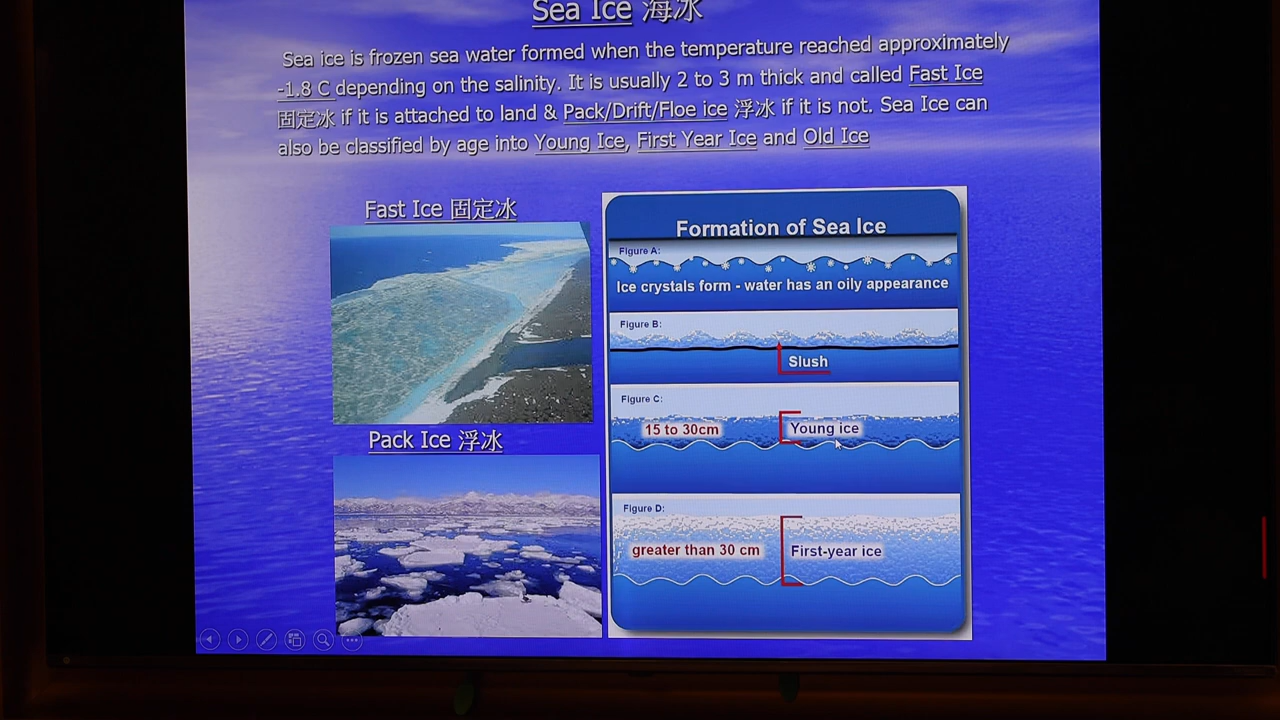 Sea Ice 海冰
Sea ice is frozen sea water formed when the temperature reached approximately
-1.8 C depending on the salinity. It is usually 2 to 3 m thick and called Fast Ice
固定冰 if it is attached to land & Pack/Drift/Floe ice 浮冰 if it is not. Sea Ice can
also be classified by age into Young Ice, First Year Ice and Old Ice
Fast Ice 固定冰
Pack Ice 浮冰
Formation of Sea Ice
Figure A:
Ice crystals form - water has an oily appearance
Figure B:
Slush
Figure C:
15 to 30cm
Young ice
Figure D:
greater than 30 cm
First-year ice